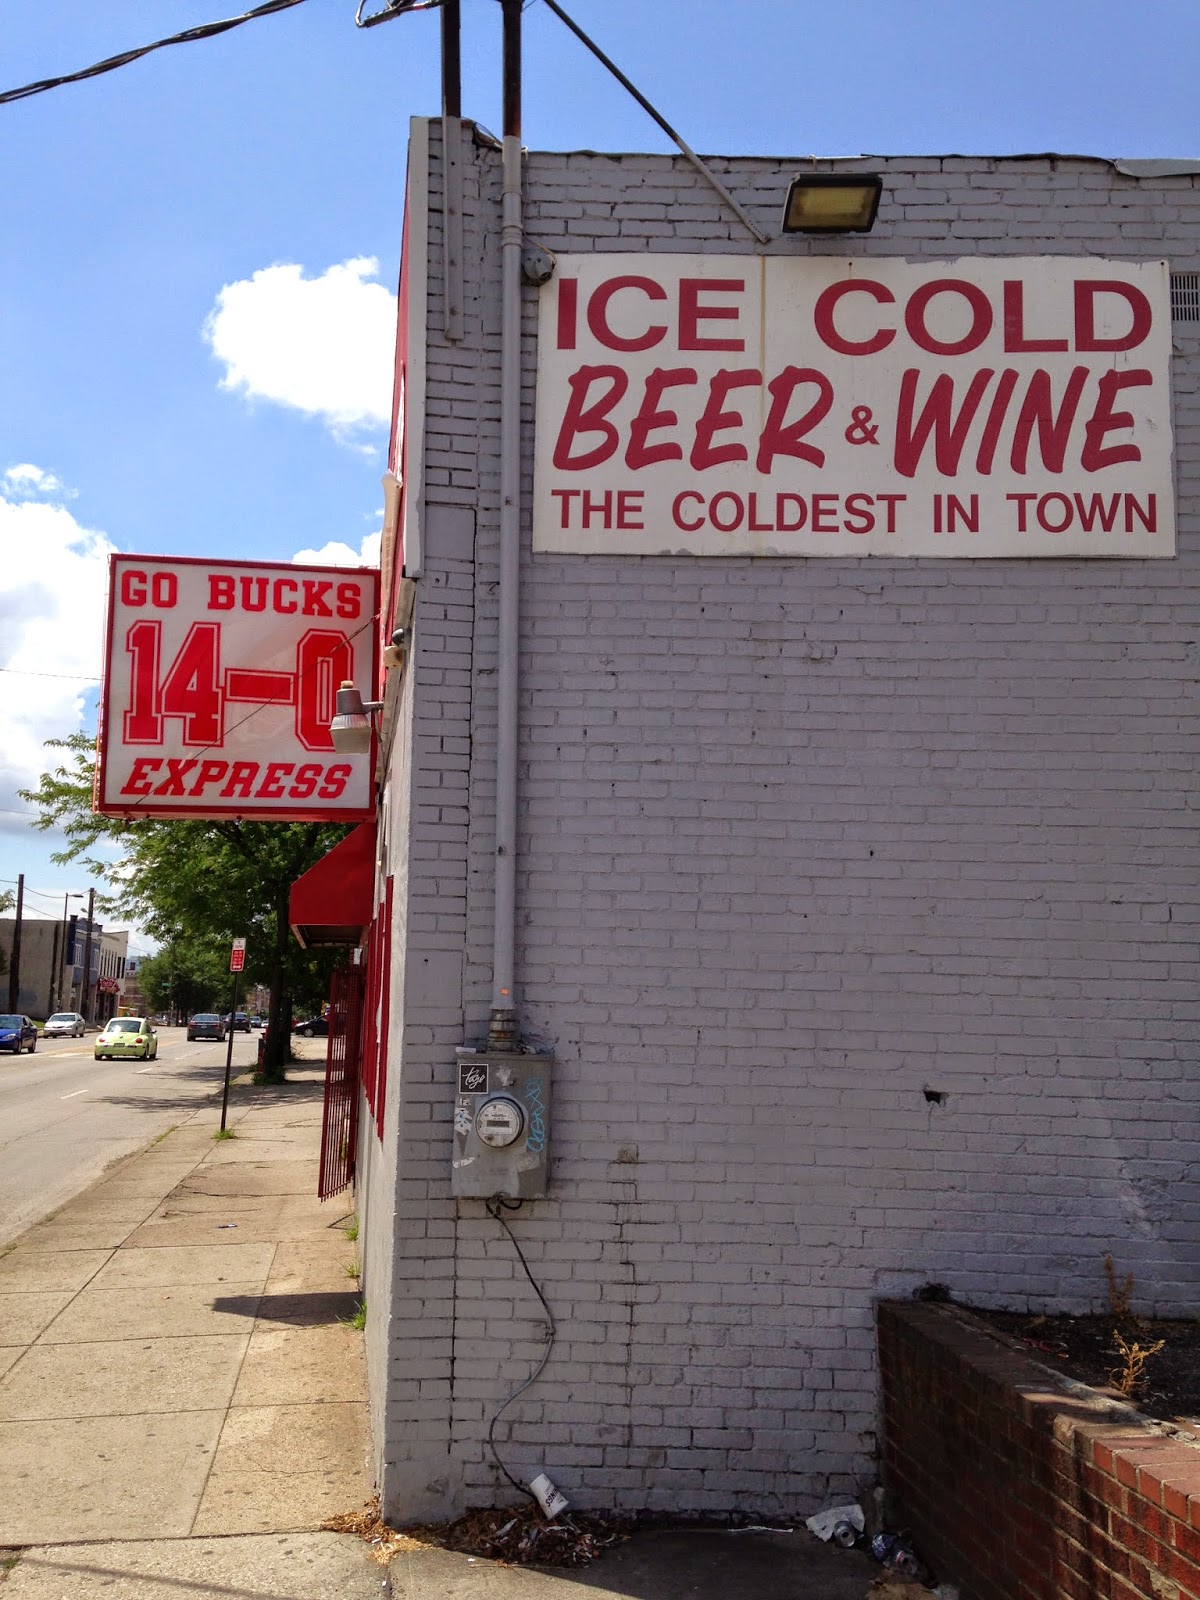 ICE COLD
BEER & WINE
THE COLDEST IN TOWN
GO BUCKS
14-0
EXPRESS